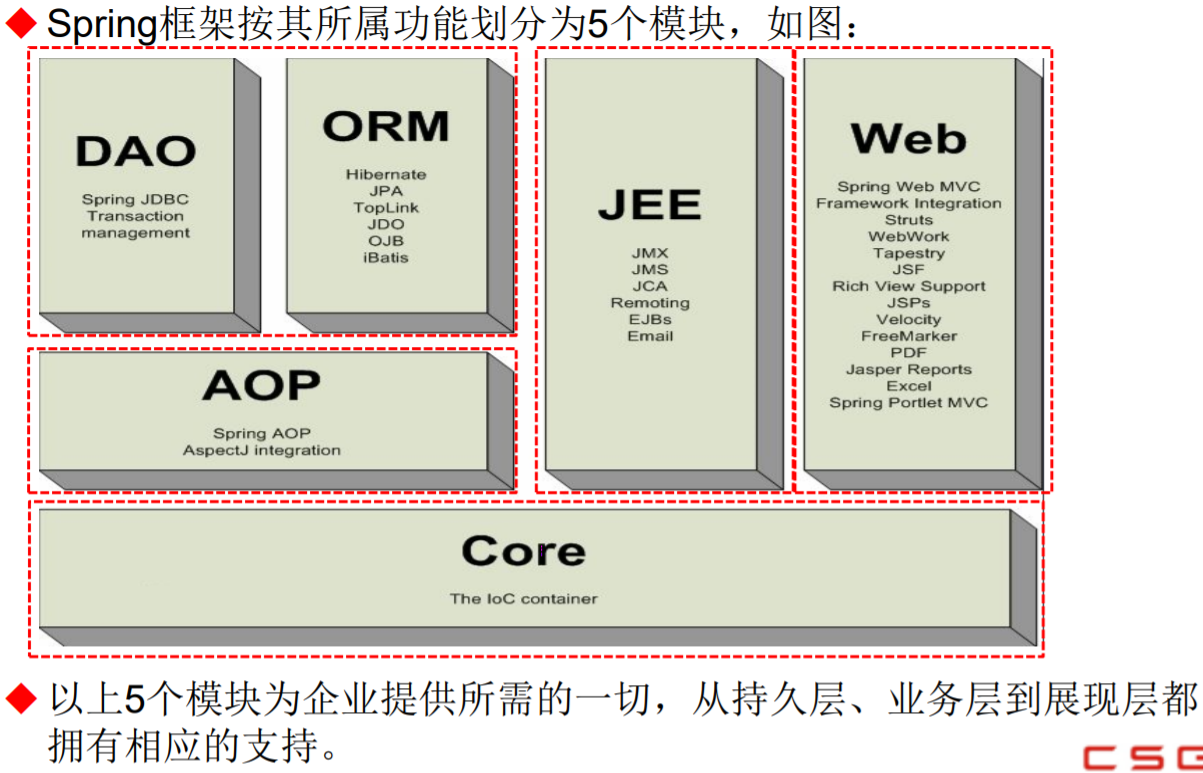 Spring框架按其所属功能划分为5个模块，如图：
DAO
Spring JDBC
Transaction
management
ORM
Hibernate
JPA
TopLink
JDO
OJB
iBatis
JEE
JMX
JMS
JCA
Remoting
EJBs
Email
Web
Spring Web MVC
Framework Integration
Struts
WebWork
Tapestry
JSF
Rich View Support
JSPs
Velocity
FreeMarker
PDF
Jasper Reports
Excel
Spring Portlet MVC
AOP
Spring AOP
AspectJ integration
Core
The IoC container
以上5个模块为企业提供所需的一切，从持久层、业务层到展现层都
拥有相应的支持。
CS